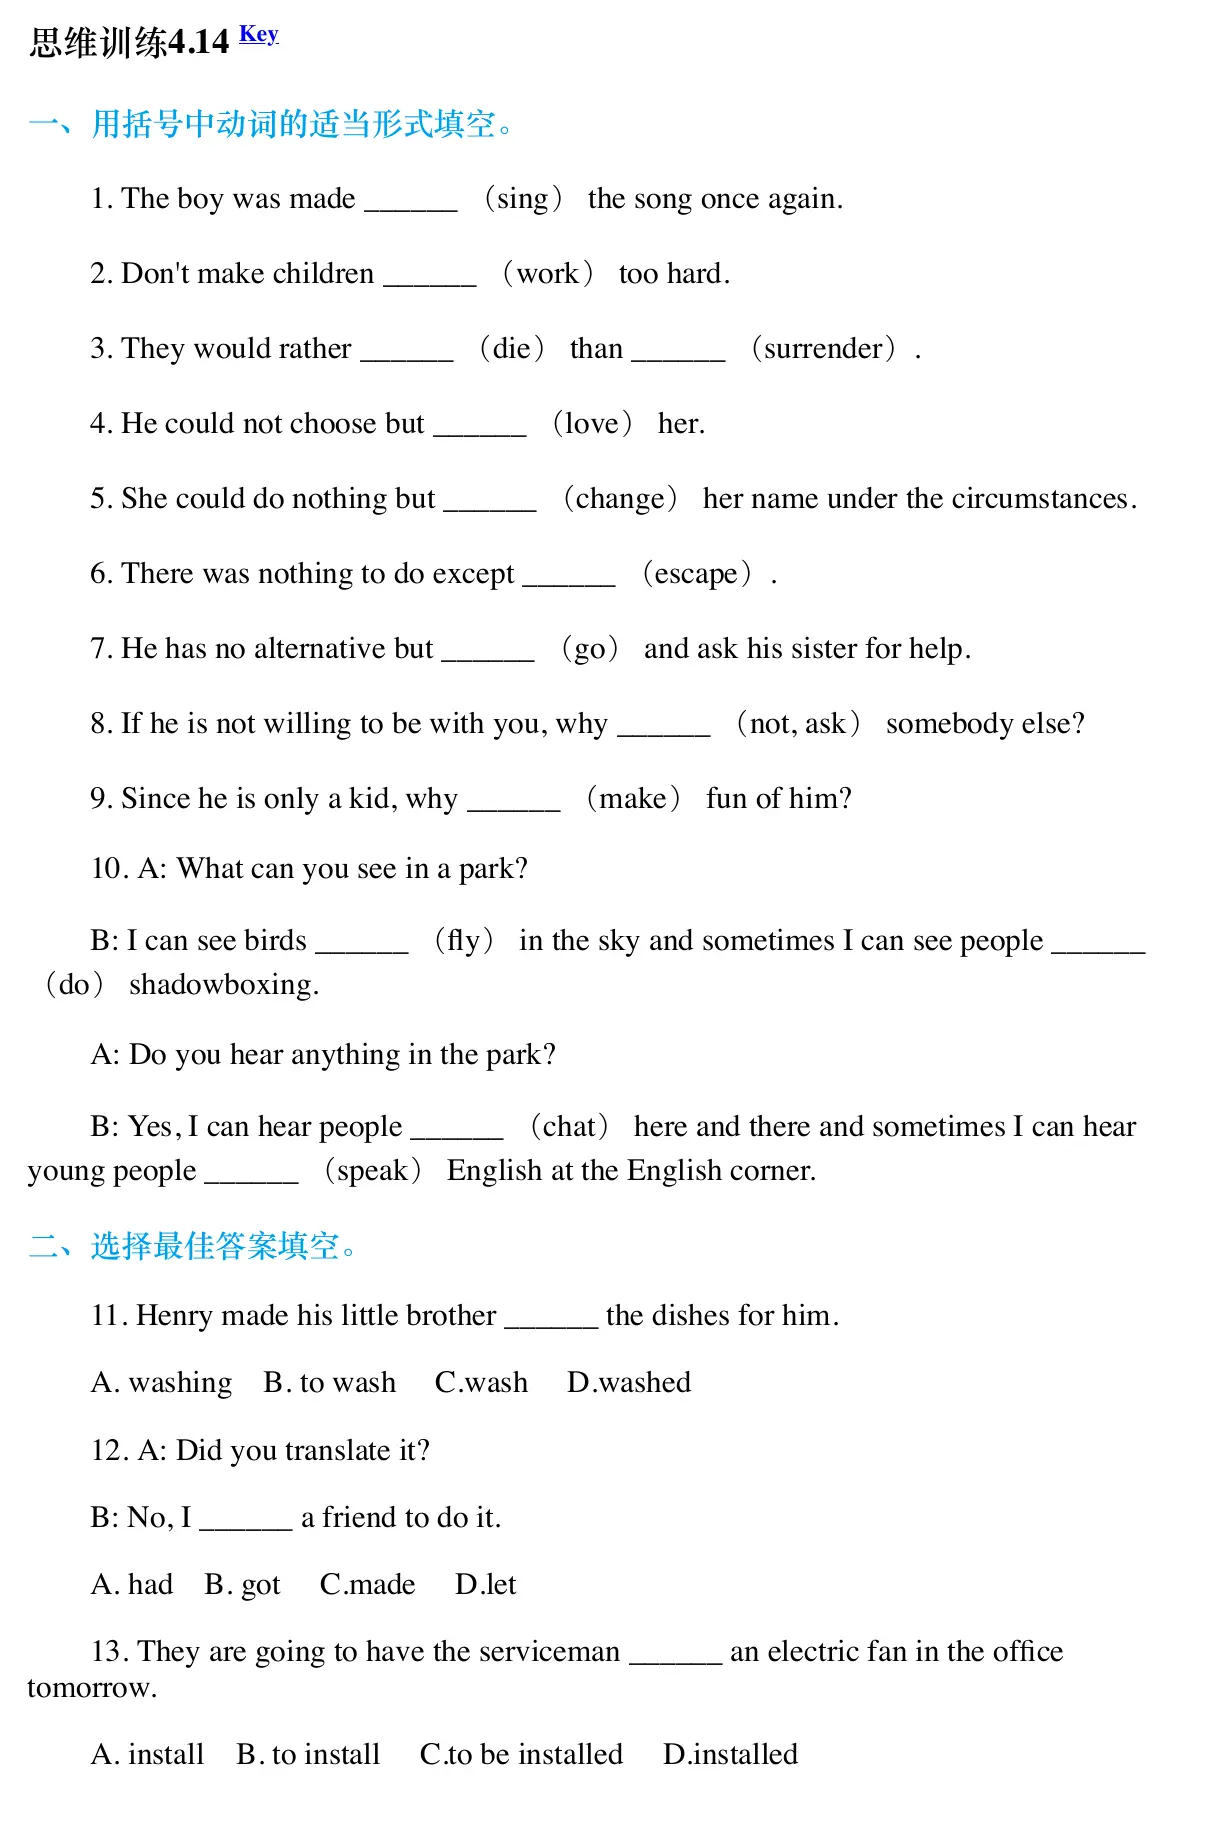 思维训练4.14 Key
一、用括号中动词的适当形式填空。
1. The boy was made ______ （sing） the song once again.
2. Don't make children ______ （work） too hard.
3. They would rather ______ （die） than ______ （surrender）.
4. He could not choose but ______ （love） her.
5. She could do nothing but ______ （change） her name under the circumstances.
6. There was nothing to do except ______ （escape）.
7. He has no alternative but ______ （go） and ask his sister for help.
8. If he is not willing to be with you, why ______ （not, ask） somebody else?
9. Since he is only a kid, why ______ （make） fun of him?
10. A: What can you see in a park?
B: I can see birds ______ （fly） in the sky and sometimes I can see people ______
（do） shadowboxing.
A: Do you hear anything in the park?
B: Yes, I can hear people ______ （chat） here and there and sometimes I can hear
young people ______ （speak） English at the English corner.
二、选择最佳答案填空。
11. Henry made his little brother ______ the dishes for him.
A. washing B. to wash C.wash D.washed
12. A: Did you translate it?
B: No, I ______ a friend to do it.
A. had B. got C.made D.let
13. They are going to have the serviceman ______ an electric fan in the office
tomorrow.
A. install B. to install C.to be installed D.installed